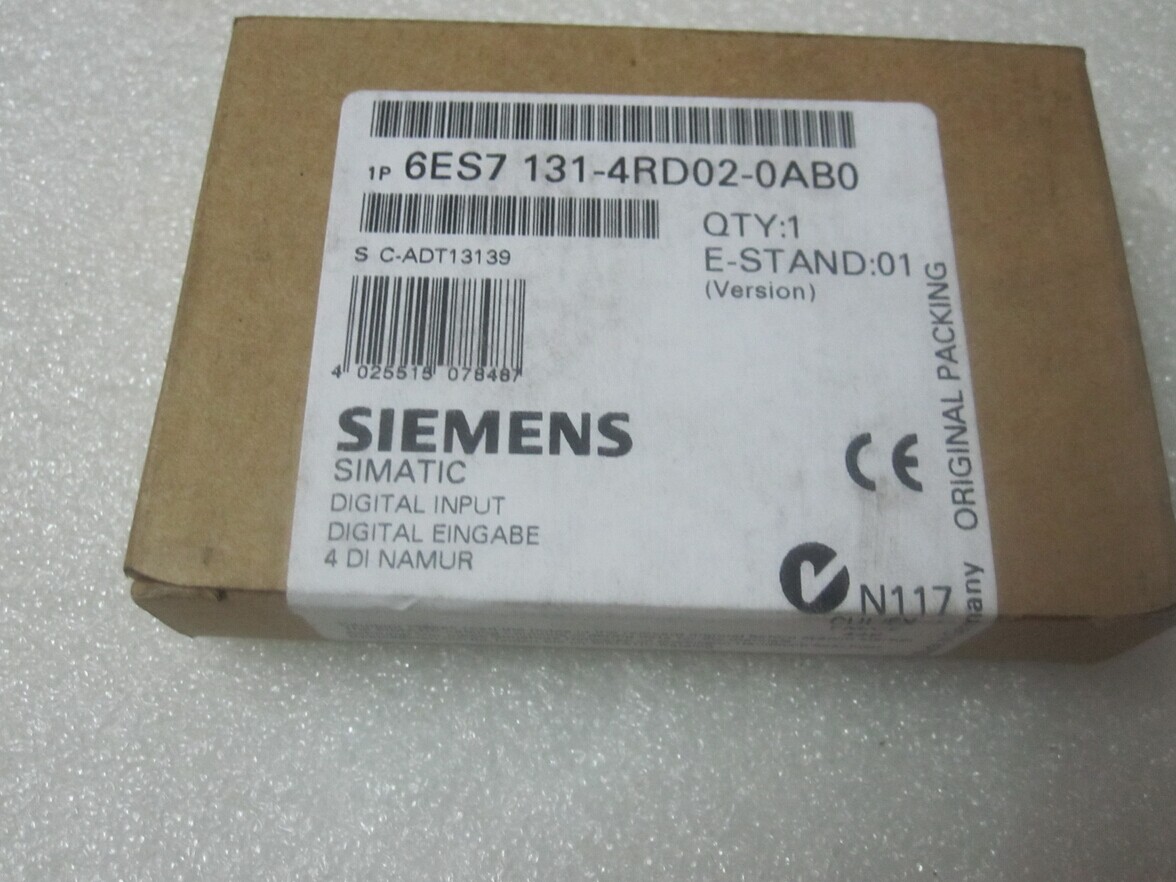 1P 6ES7 131-4RD02-0AB0
S C-ADT13139
QTY:1
E-STAND:01
(Version)
4 025515 078487
SIEMENS
SIMATIC
DIGITAL INPUT
DIGITAL EINGABE
4 DI NAMUR
CE
N117
ORIGINAL PACKING